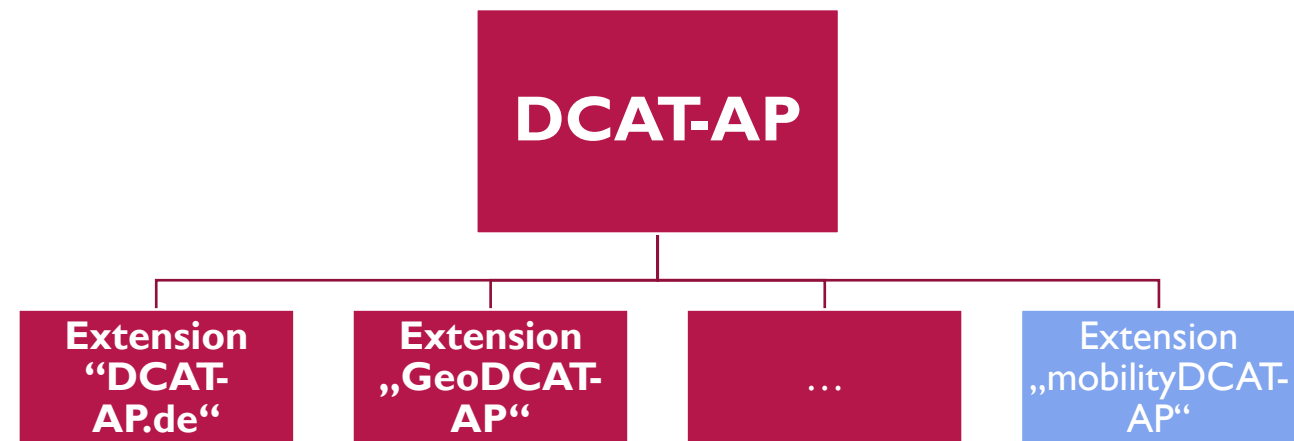 DCAT-AP
Extension
“DCAT-
AP.de“
Extension
„GeoDCAT-
AP“
…
Extension
„mobilityDCAT-
AP“